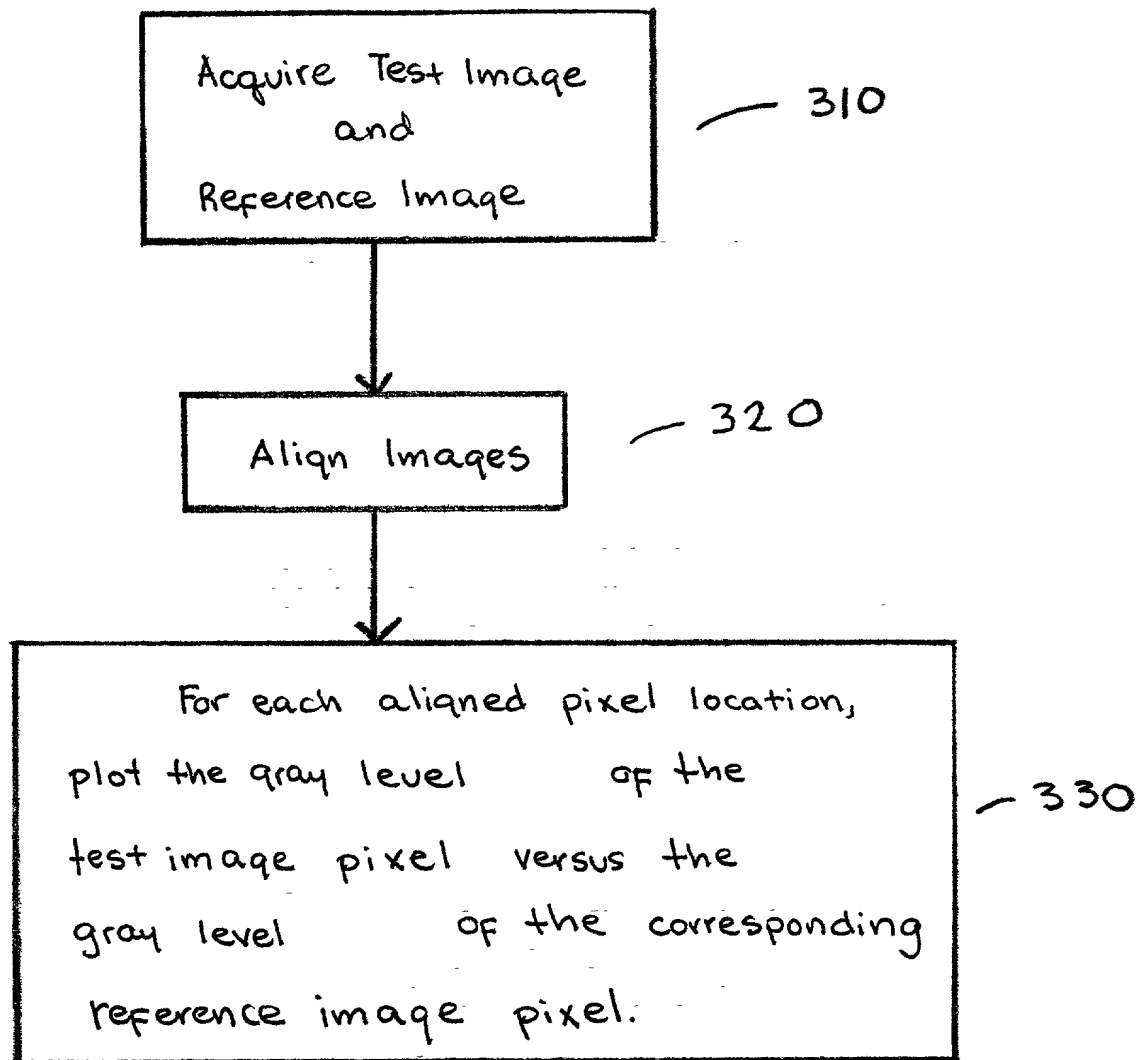 Acquire Test Image
and
Reference Image
310
Align Images
320
For each aligned pixel location,
plot the gray level of the
test image pixel versus the
gray level of the corresponding
reference image pixel.
330